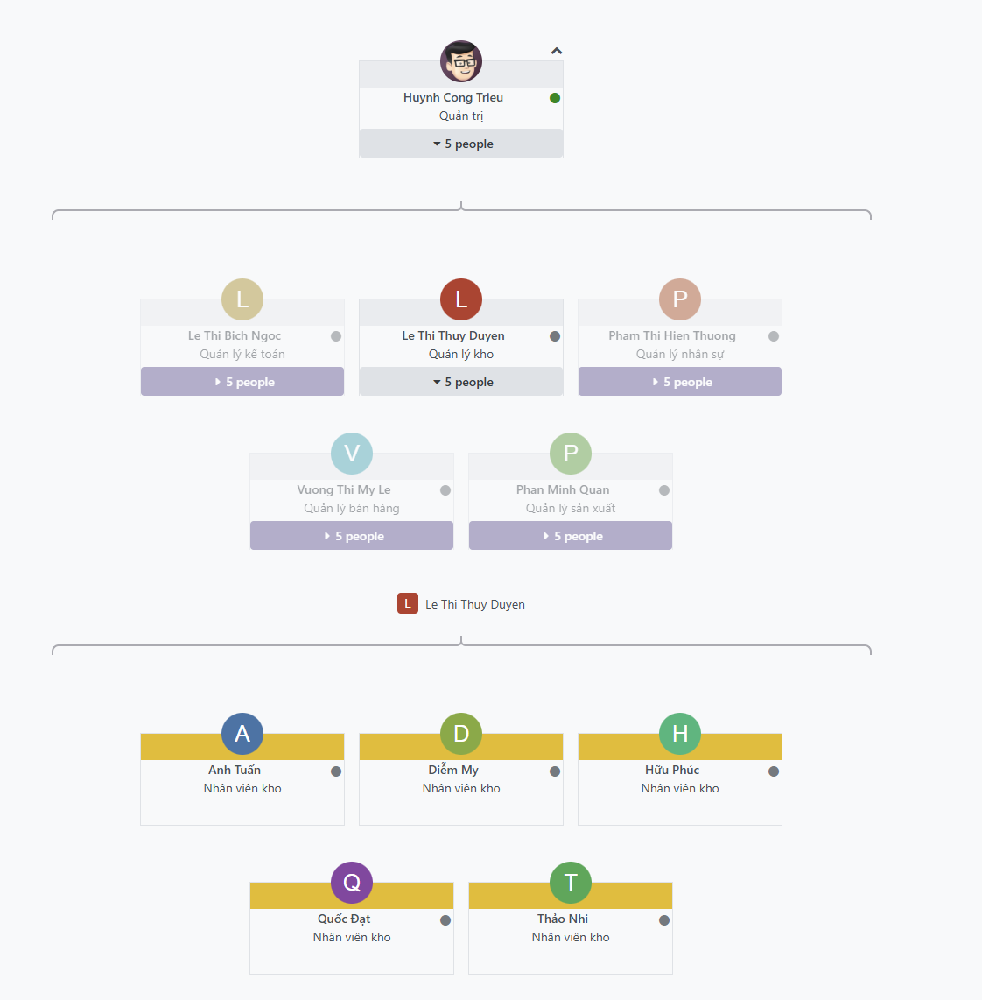 Huynh Cong Trieu
Quản trị
5 people
L
L
P
Le Thi Bich Ngoc
Quản lý kế toán
5 people
Le Thi Thuy Duyen
Quản lý kho
5 people
Pham Thi Hien Thuong
Quản lý nhân sự
5 people
V
P
Vuong Thi My Le
Quản lý bán hàng
5 people
Phan Minh Quan
Quản lý sản xuất
5 people
L Le Thi Thuy Duyen
A
D
H
Anh Tuấn
Nhân viên kho
Diễm My
Nhân viên kho
Hữu Phúc
Nhân viên kho
Q
T
Quốc Đạt
Nhân viên kho
Thảo Nhi
Nhân viên kho